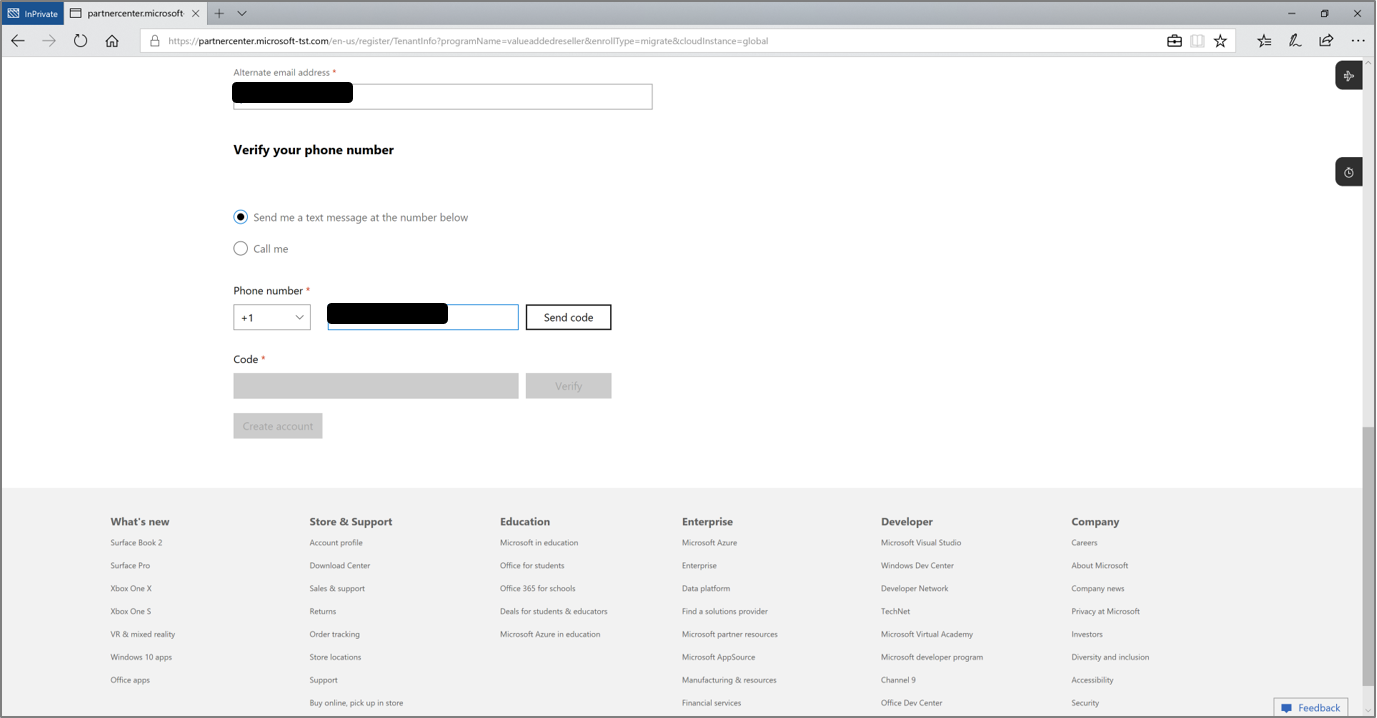 InPrivate partnercenter.microsoft-
https://partnercenter.microsoft-tst.com/en-us/register/TenantInfo?programName=valueaddedreseller&enrollType=migrate&cloudInstance=global
Alternate email address *
Verify your phone number
Send me a text message at the number below
Call me
Phone number *
+1 Send code
Code *
Verify
Create account
What's new Store & Support Education Enterprise Developer Company
Surface Book 2 Account profile Microsoft in education Microsoft Azure Microsoft Visual Studio Careers
Surface Pro Download Center Office for students Enterprise Windows Dev Center About Microsoft
Xbox One X Sales & support Office 365 for schools Data platform Developer Network Company news
Xbox One S Returns Deals for students & educators Find a solutions provider TechNet Privacy at Microsoft
VR & mixed reality Order tracking Microsoft Azure in education Microsoft partner resources Microsoft Virtual Academy Investors
Windows 10 apps Store locations Microsoft AppSource Microsoft developer program Diversity and inclusion
Office apps Support Manufacturing & resources Channel 9 Accessibility
Buy online, pick up in store Financial services Office Dev Center Security
Feedback